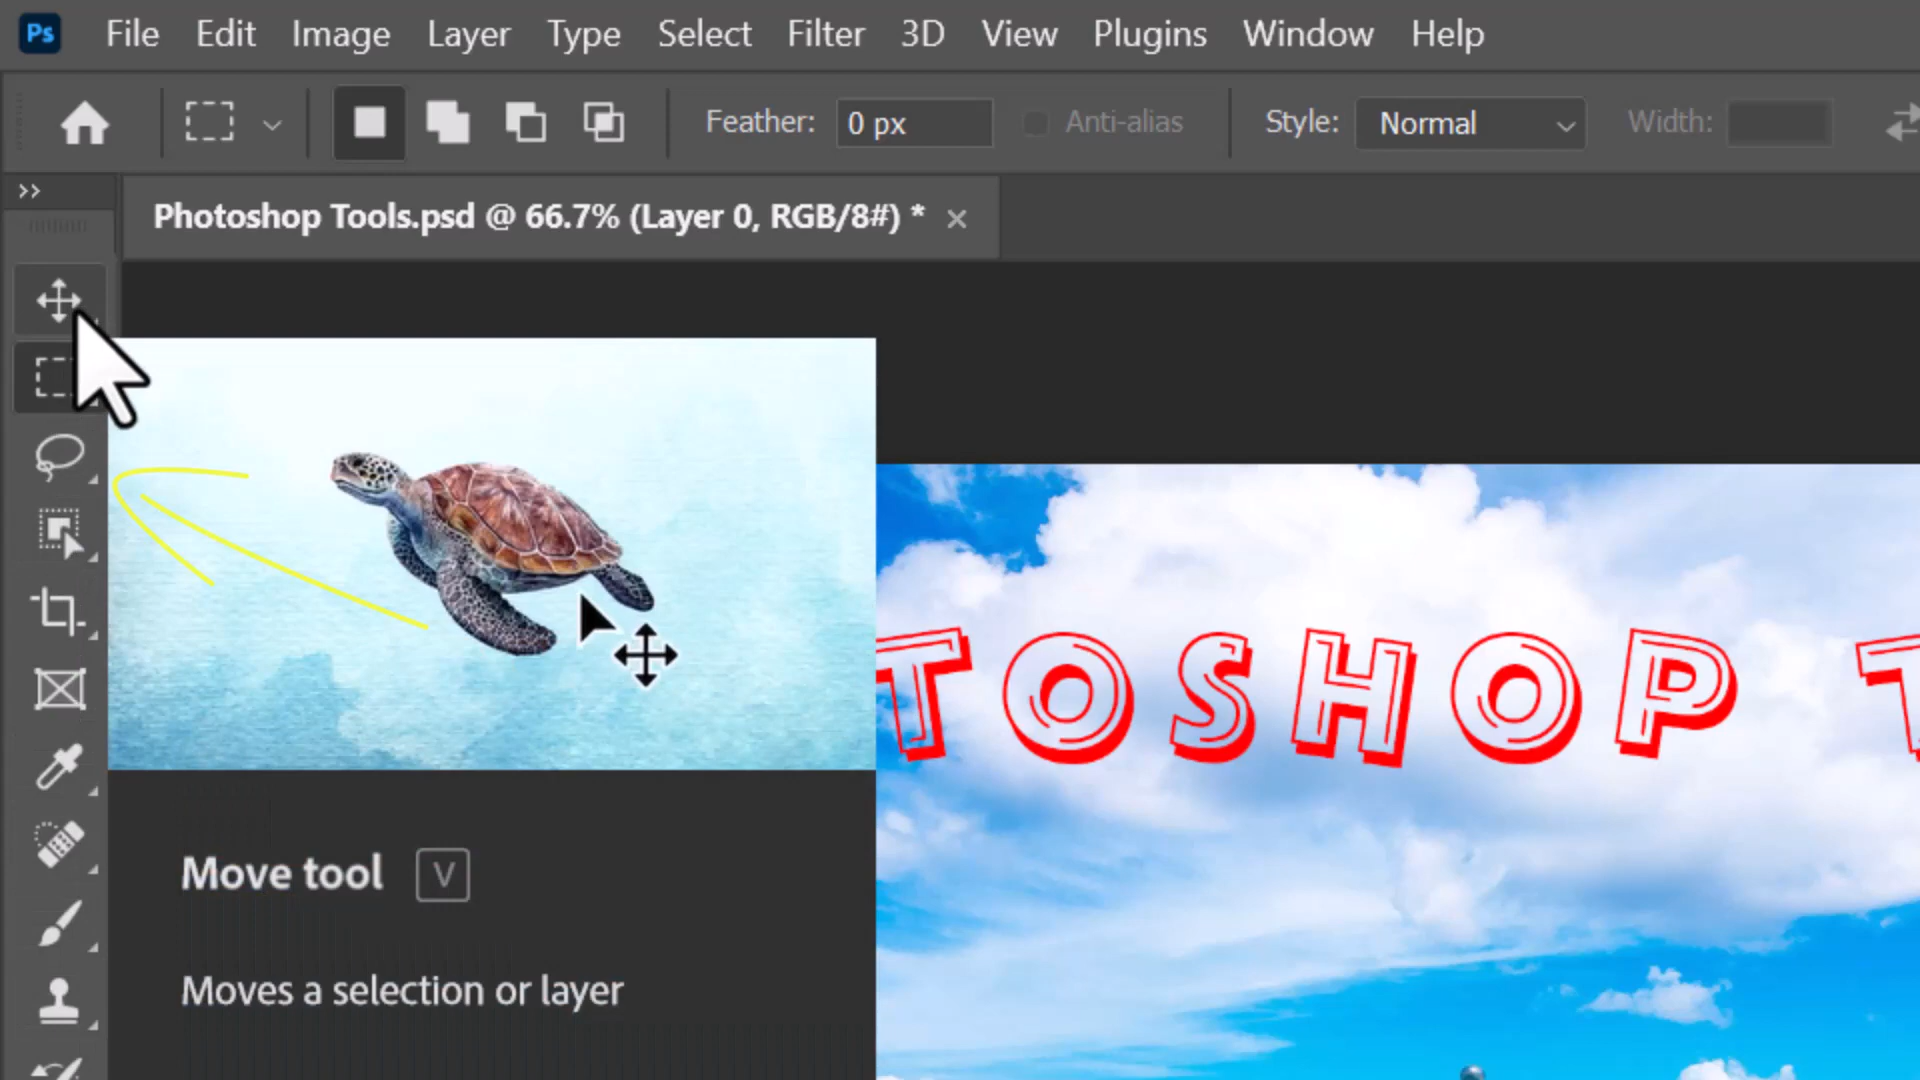 Ps File Edit Image Layer Type Select Filter 3D View Plugins Window Help
Feather: 0 px Anti-alias Style: Normal Width:
Photoshop Tools.psd @ 66.7% (Layer 0, RGB/8#) * ×
TOSHOP T
Move tool V
Moves a selection or layer